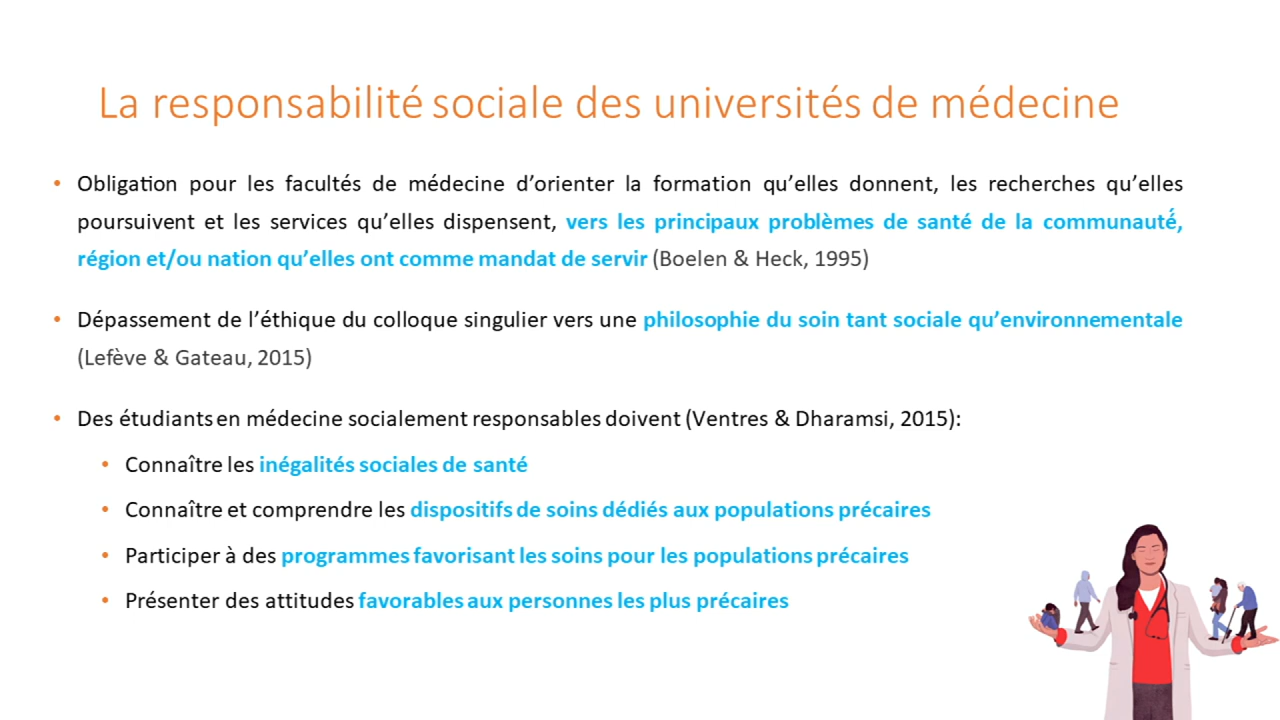 La responsabilité sociale des universités de médecine
• Obligation pour les facultés de médecine d’orienter la formation qu’elles donnent, les recherches qu’elles
poursuivent et les services qu’elles dispensent, vers les principaux problèmes de santé de la communauté,
région et/ou nation qu’elles ont comme mandat de servir (Boelen & Heck, 1995)
• Dépassement de l’éthique du colloque singulier vers une philosophie du soin tant sociale qu’environnementale
(Lefève & Gateau, 2015)
• Des étudiants en médecine socialement responsables doivent (Ventres & Dharamsi, 2015):
• Connaître les inégalités sociales de santé
• Connaître et comprendre les dispositifs de soins dédiés aux populations précaires
• Participer à des programmes favorisant les soins pour les populations précaires
• Présenter des attitudes favorables aux personnes les plus précaires